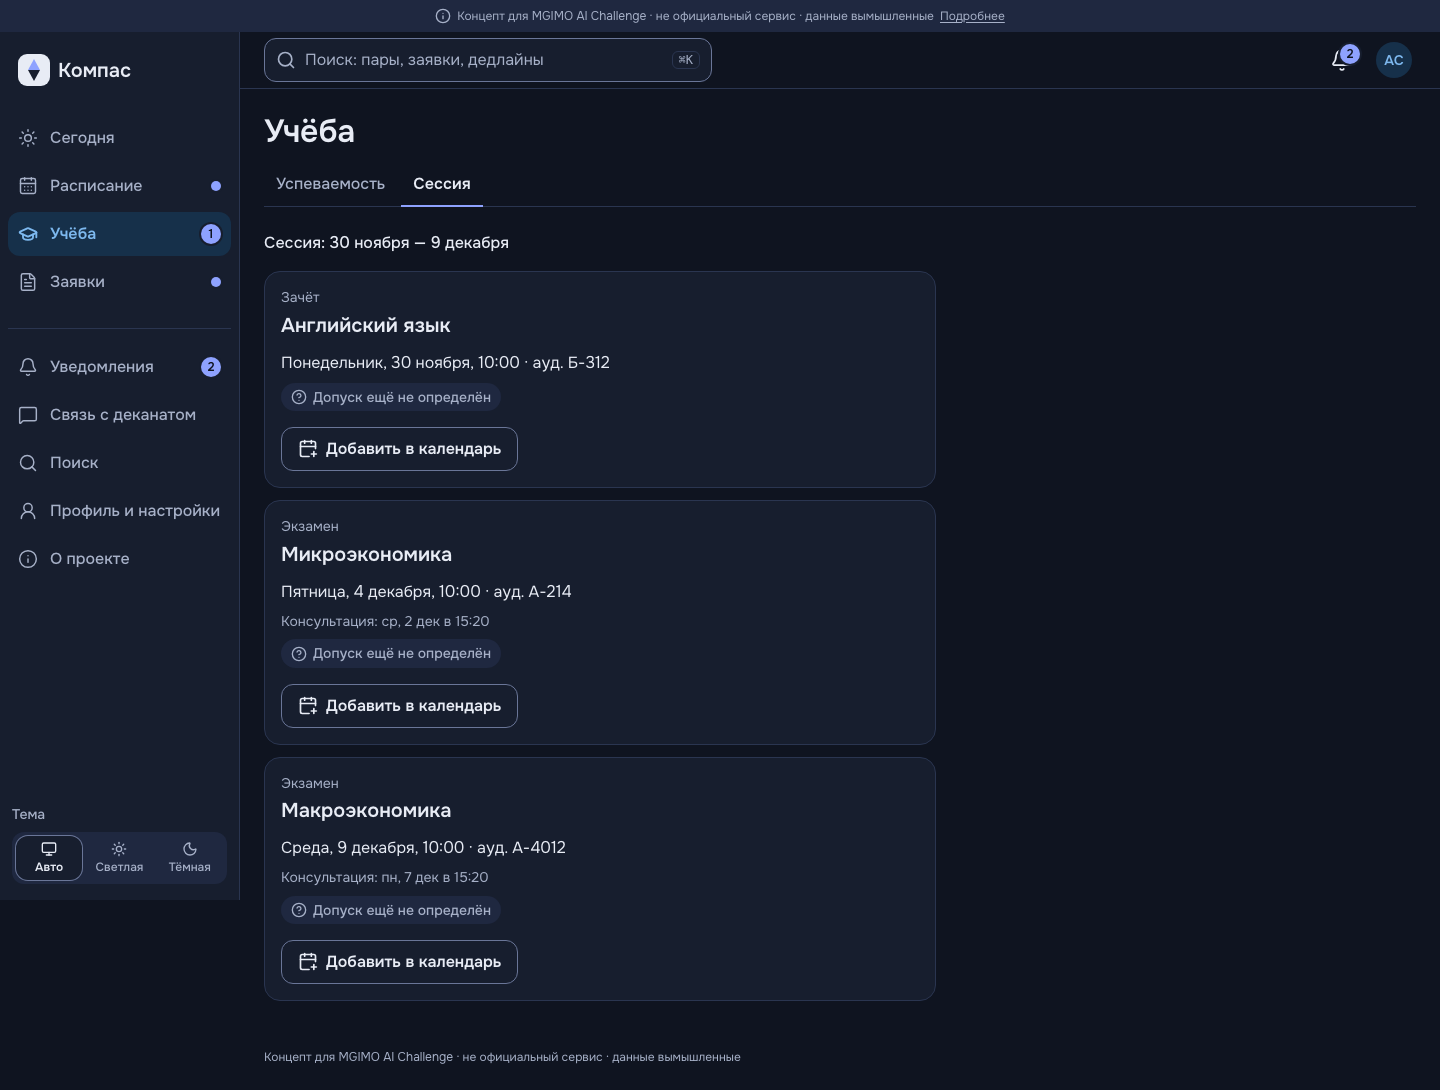 Концепт для MGIMO AI Challenge · не официальный сервис · данные вымышленные Подробнее
Компас
Поиск: пары, заявки, дедлайны
⌘K
2
АС
Сегодня
Расписание
Учёба
1
Заявки
Уведомления
2
Связь с деканатом
Поиск
Профиль и настройки
О проекте
Тема
Авто
Светлая
Тёмная
Учёба
Успеваемость
Сессия
Сессия: 30 ноября — 9 декабря
Зачёт
Английский язык
Понедельник, 30 ноября, 10:00 · ауд. Б-312
Допуск ещё не определён
Добавить в календарь
Экзамен
Микроэкономика
Пятница, 4 декабря, 10:00 · ауд. А-214
Консультация: ср, 2 дек в 15:20
Допуск ещё не определён
Добавить в календарь
Экзамен
Макроэкономика
Среда, 9 декабря, 10:00 · ауд. А-4012
Консультация: пн, 7 дек в 15:20
Допуск ещё не определён
Добавить в календарь
Концепт для MGIMO AI Challenge · не официальный сервис · данные вымышленные